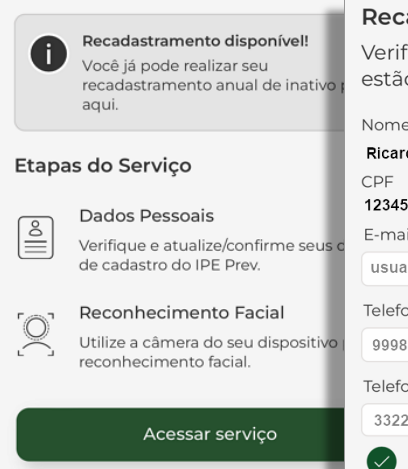 Recadastramento disponível!
Você já pode realizar seu
recadastramento anual de inativo
aqui.
Etapas do Serviço
Dados Pessoais
Verifique e atualize/confirme seus
de cadastro do IPE Prev.
Reconhecimento Facial
Utilize a câmera do seu dispositivo
reconhecimento facial.
Acessar serviço
Reca
Verif
estão
Nome
Ricard
CPF
12345
E-mai
usua
Telefo
9998
Telefo
3322